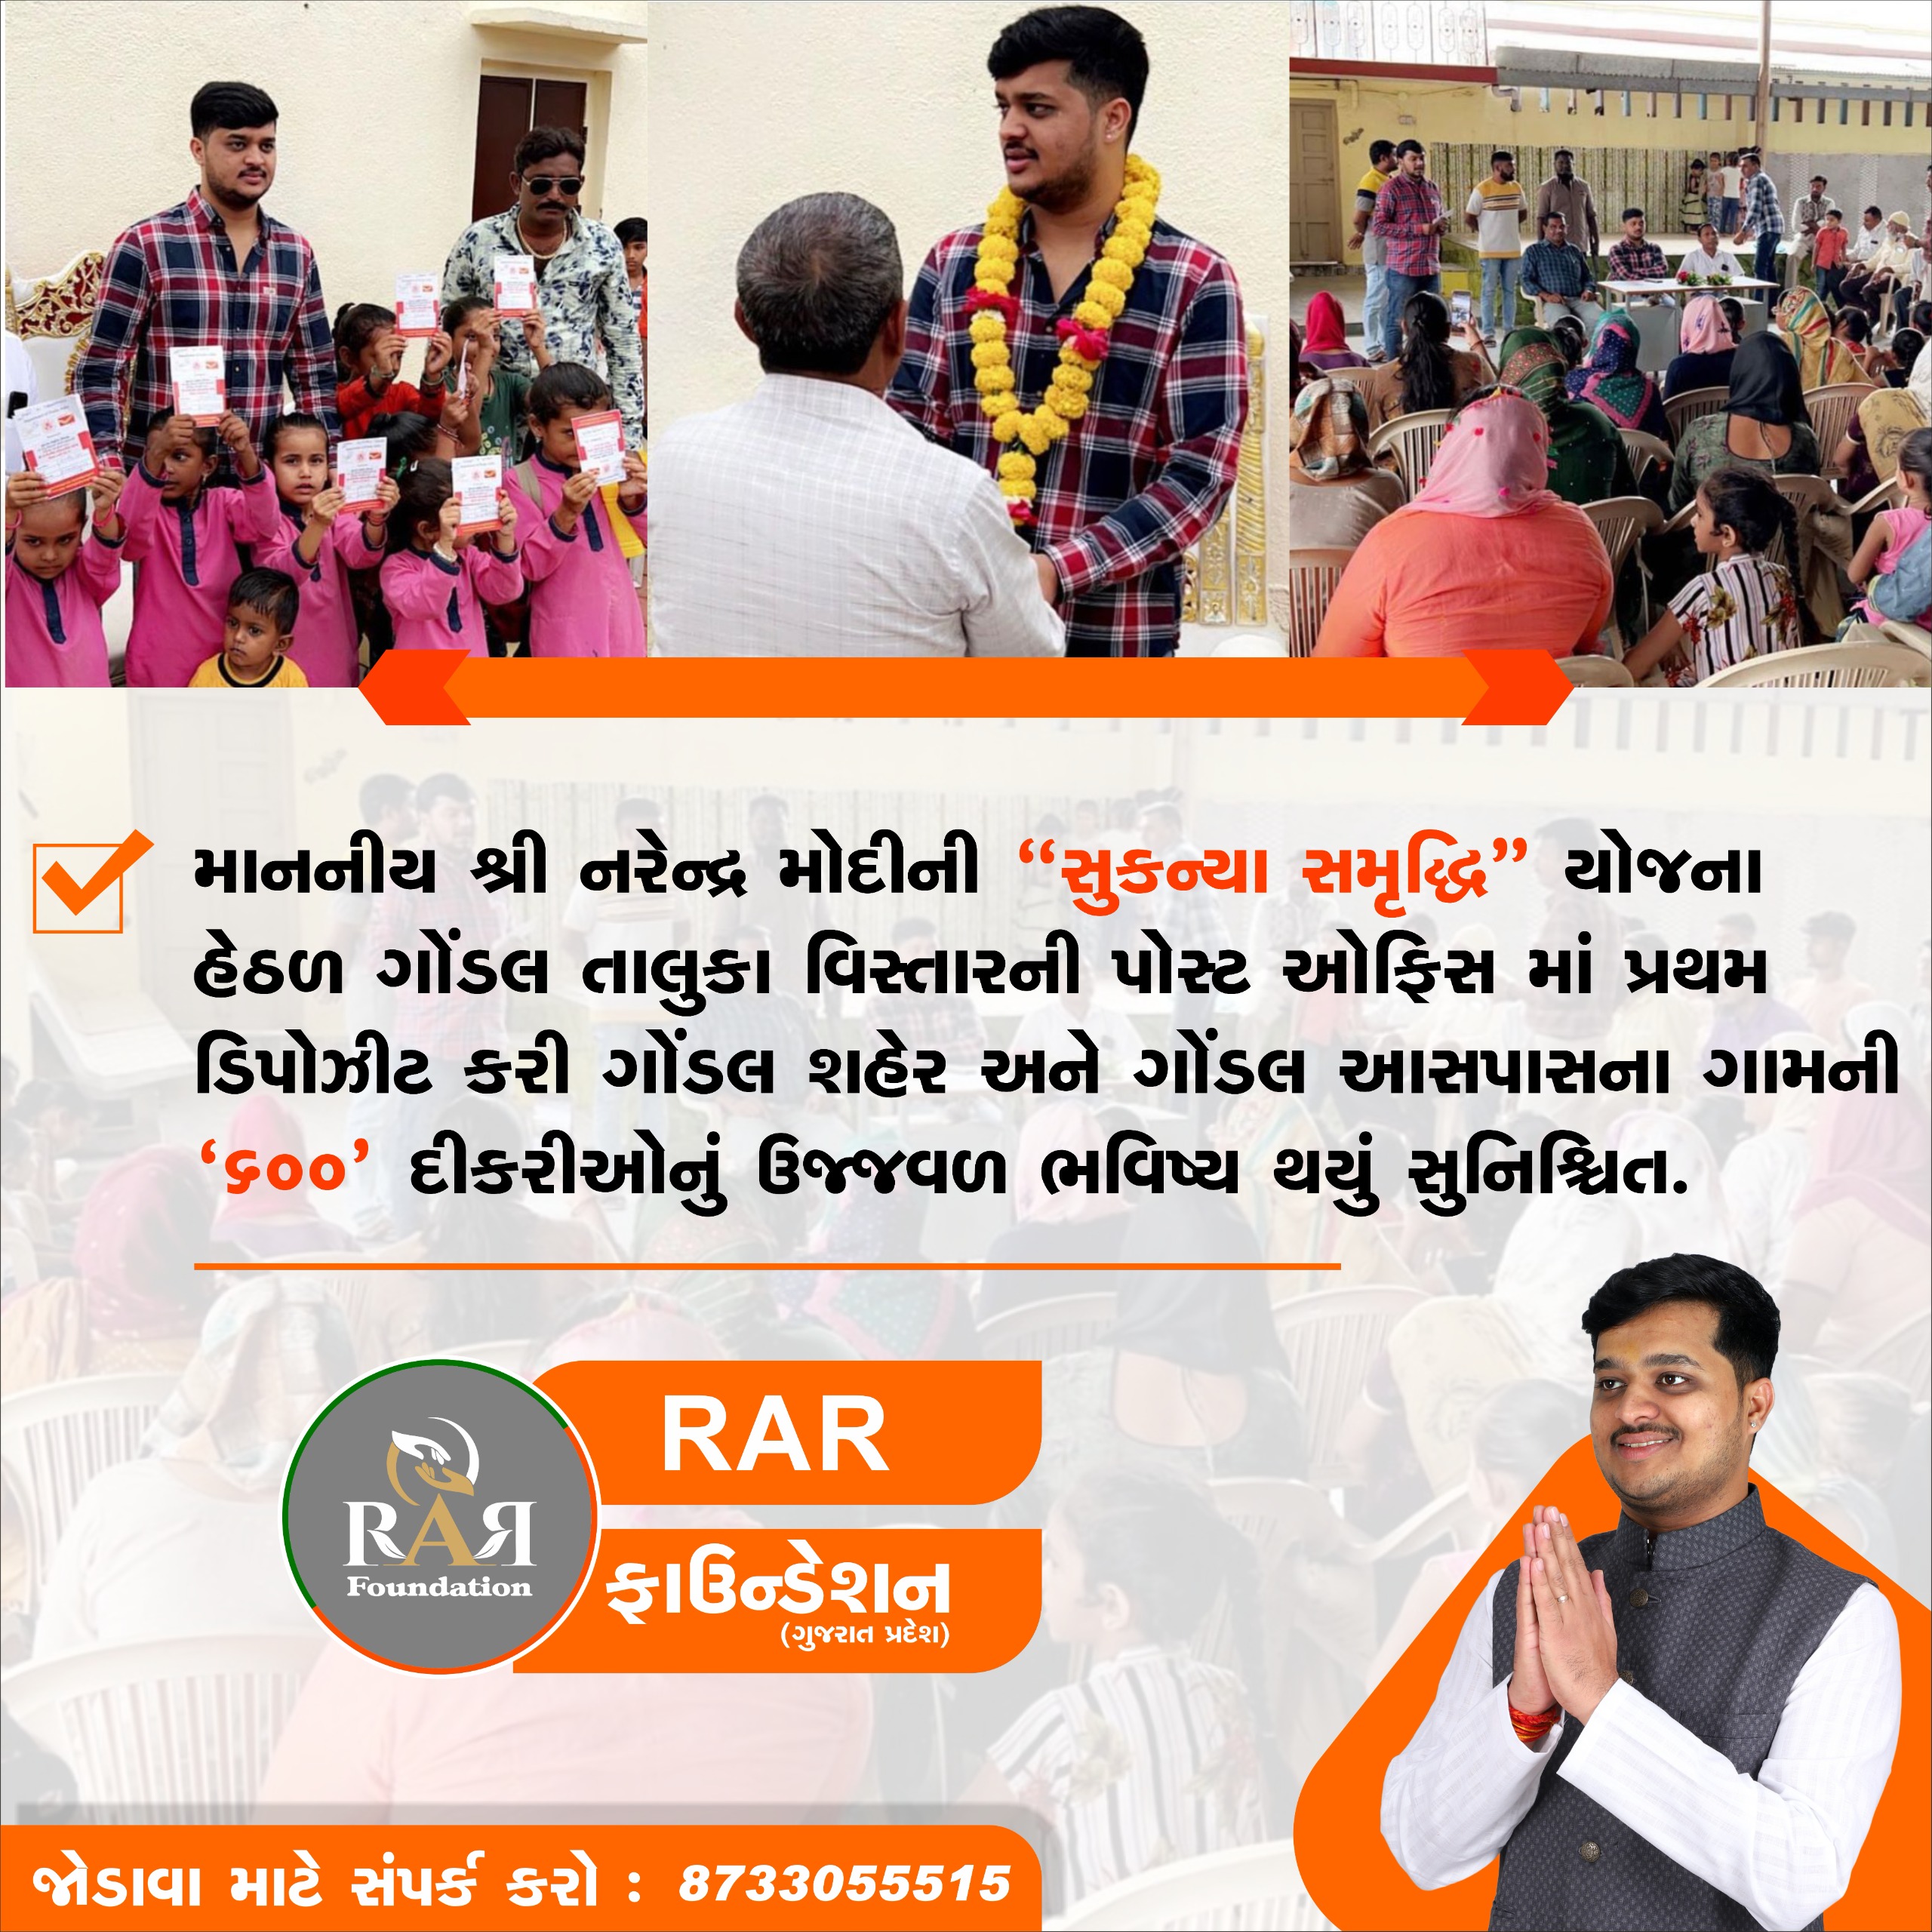 માનનીય શ્રી નરેન્દ્ર મોદીની “સુકન્યા સમૃદ્ધિ” યોજના
હેઠળ ગોંડલ તાલુકા વિસ્તારની પોસ્ટ ઓફિસ માં પ્રથમ
ડિપોઝીટ કરી ગોંડલ શહેર અને ગોંડલ આસપાસના ગામની
‘૬૦૦’ દીકરીઓનું ઉજ્જવળ ભવિષ્ય થયું સુનિશ્ચિત.
RAR
Foundation
RAR
ફાઉન્ડેશન
(ગુજરાત પ્રદેશ)
જોડાવા માટે સંપર્ક કરો : 8733055515